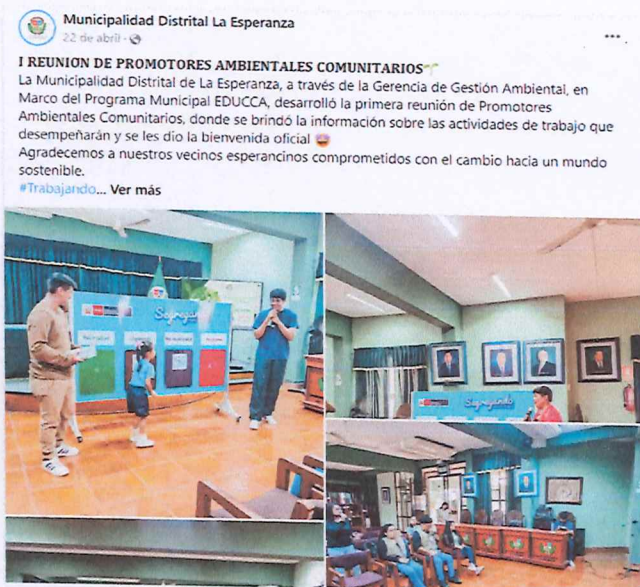 Municipalidad Distrital La Esperanza
22 de abril ·
I REUNION DE PROMOTORES AMBIENTALES COMUNITARIOS
La Municipalidad Distrital de La Esperanza, a través de la Gerencia de Gestión Ambiental, en
Marco del Programa Municipal EDUCCA, desarrolló la primera reunión de Promotores
Ambientales Comunitarios, donde se brindó la información sobre las actividades de trabajo que
desempeñarán y se les dio la bienvenida oficial
Agradecemos a nuestros vecinos esperancinos comprometidos con el cambio hacia un mundo
sostenible.
#Trabajando... Ver más
Segregando
Segregando